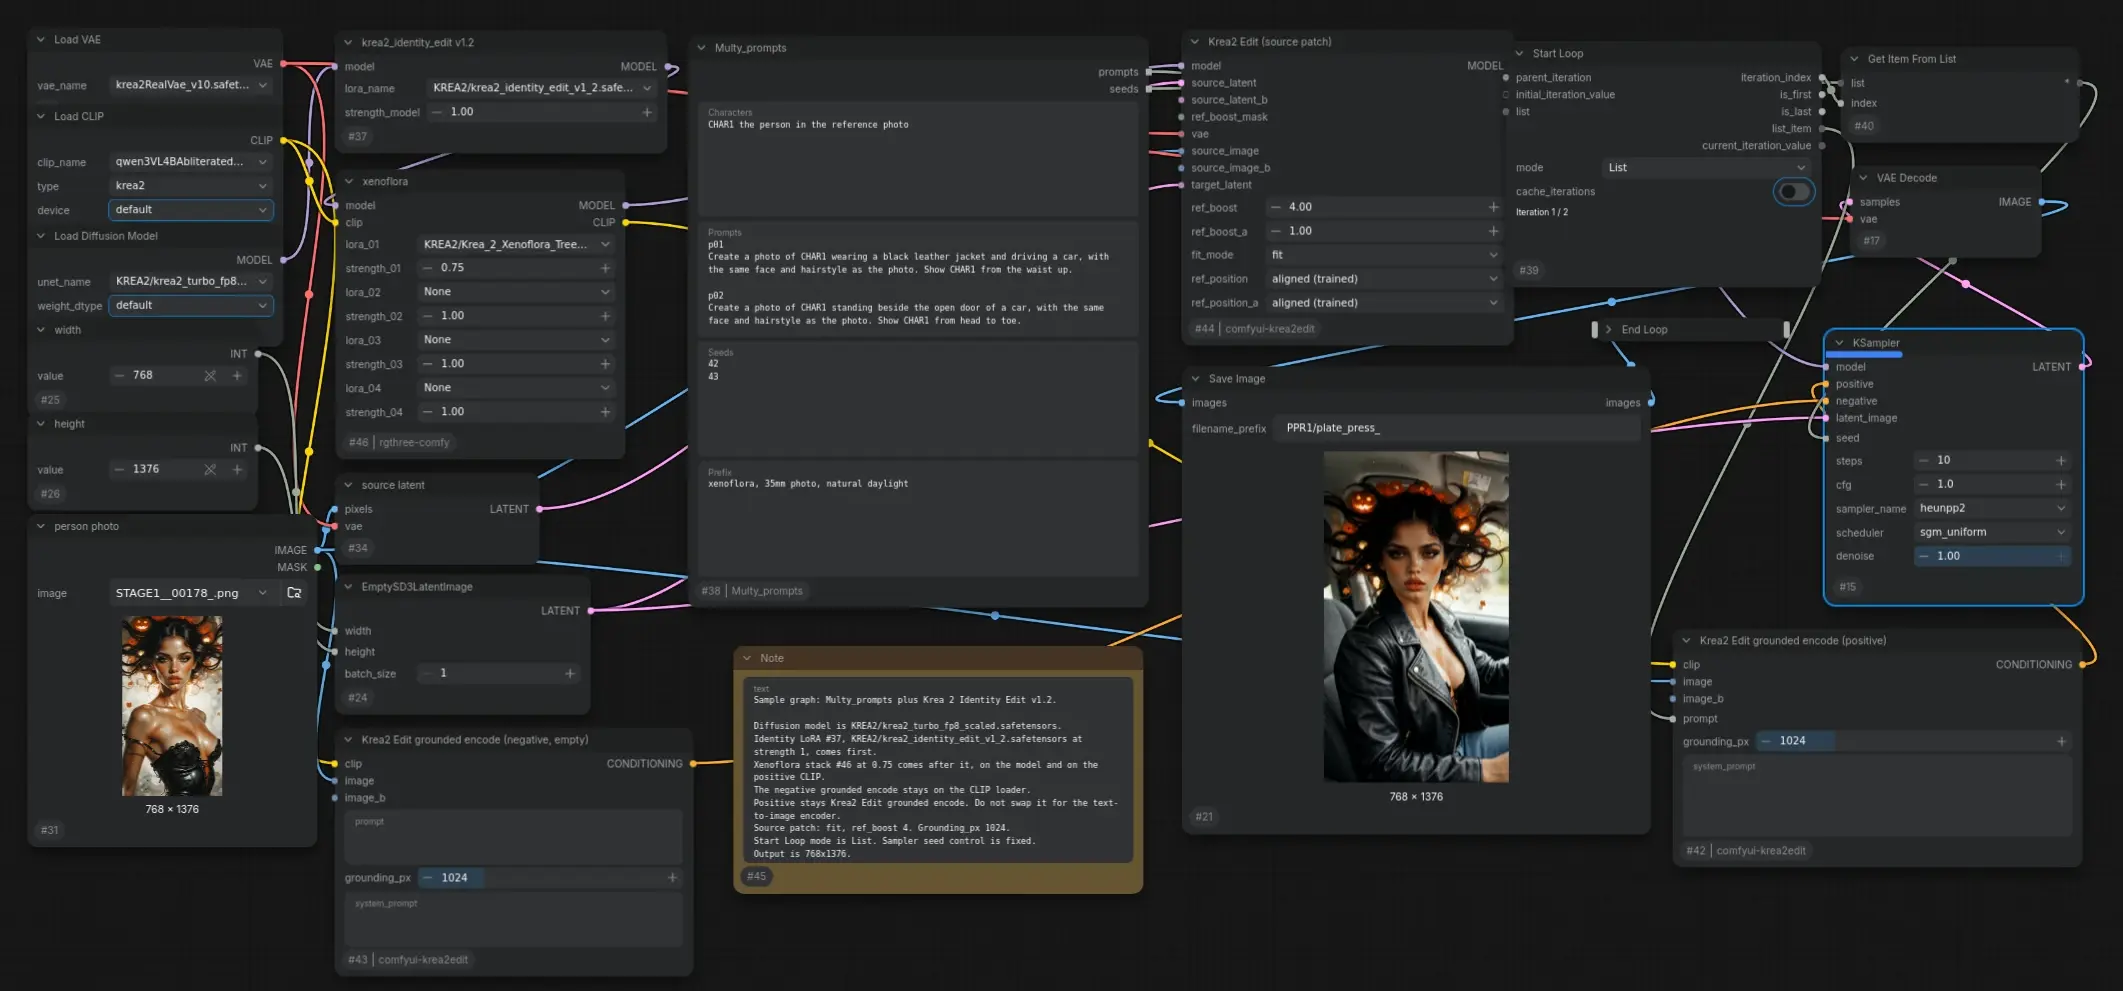 Load VAE
VAE
vae_name krea2RealVae_v10.safet...
Load CLIP
CLIP
clip_name qwen3VL4BAbliterated...
type krea2
device default
Load Diffusion Model
MODEL
unet_name KREA2/krea2_turbo_fp8...
weight_dtype default
width
INT
value 768
#25
height
INT
value 1376
#26
person photo
IMAGE
MASK
image STAGE1__00178_.png
768 × 1376
#31
krea2_identity_edit v1.2
model MODEL
lora_name KREA2/krea2_identity_edit_v1_2.safe...
strength_model 1.00
#37
xenoflora
model MODEL
clip CLIP
lora_01 KREA2/Krea_2_Xenoflora_Tree...
strength_01 0.75
lora_02 None
strength_02 1.00
lora_03 None
strength_03 1.00
lora_04 None
strength_04 1.00
#46 | rgthree-comfy
source latent
pixels LATENT
vae
#34
EmptySD3LatentImage
LATENT
width
height
batch_size 1
#24
Krea2 Edit grounded encode (negative, empty)
clip CONDITIONING
image
image_b
prompt
grounding_px 1024
system_prompt
#43 | comfyui-krea2edit
Multy_prompts
prompts
seeds
Characters
CHAR1 the person in the reference photo
Prompts
p01
Create a photo of CHAR1 wearing a black leather jacket and driving a car, with
the same face and hairstyle as the photo. Show CHAR1 from the waist up.
p02
Create a photo of CHAR1 standing beside the open door of a car, with the same
face and hairstyle as the photo. Show CHAR1 from head to toe.
Seeds
42
43
Prefix
xenoflora, 35mm photo, natural daylight
#38 | Multy_prompts
Note
text
Sample graph: Multy_prompts plus Krea 2 Identity Edit v1.2.
Diffusion model is KREA2/krea2_turbo_fp8_scaled.safetensors.
Identity LoRA #37, KREA2/krea2_identity_edit_v1_2.safetensors at
strength 1, comes first.
Xenoflora stack #46 at 0.75 comes after it, on the model and on the
positive CLIP.
The negative grounded encode stays on the CLIP loader.
Positive stays Krea2 Edit grounded encode. Do not swap it for the text-
to-image encoder.
Source patch: fit, ref_boost 4. Grounding_px 1024.
Start Loop mode is List. Sampler seed control is fixed.
Output is 768x1376.
#45
Krea2 Edit (source patch)
model MODEL
source_latent
source_latent_b
ref_boost_mask
vae
source_image
source_image_b
target_latent
ref_boost 4.00
ref_boost_a 1.00
fit_mode fit
ref_position aligned (trained)
ref_position_a aligned (trained)
#44 | comfyui-krea2edit
Save Image
images images
filename_prefix PPR1/plate_press_
768 × 1376
#21
Start Loop
parent_iteration iteration_index
initial_iteration_value is_first
list is_last
list_item
current_iteration_value
mode List
cache_iterations
Iteration 1 / 2
#39
End Loop
Get Item From List
list
index
#40
VAE Decode
samples IMAGE
vae
#17
KSampler
model LATENT
positive
negative
latent_image
seed
steps 10
cfg 1.0
sampler_name heunpp2
scheduler sgm_uniform
denoise 1.00
#15
Krea2 Edit grounded encode (positive)
clip CONDITIONING
image
image_b
prompt
grounding_px 1024
system_prompt
#42 | comfyui-krea2edit